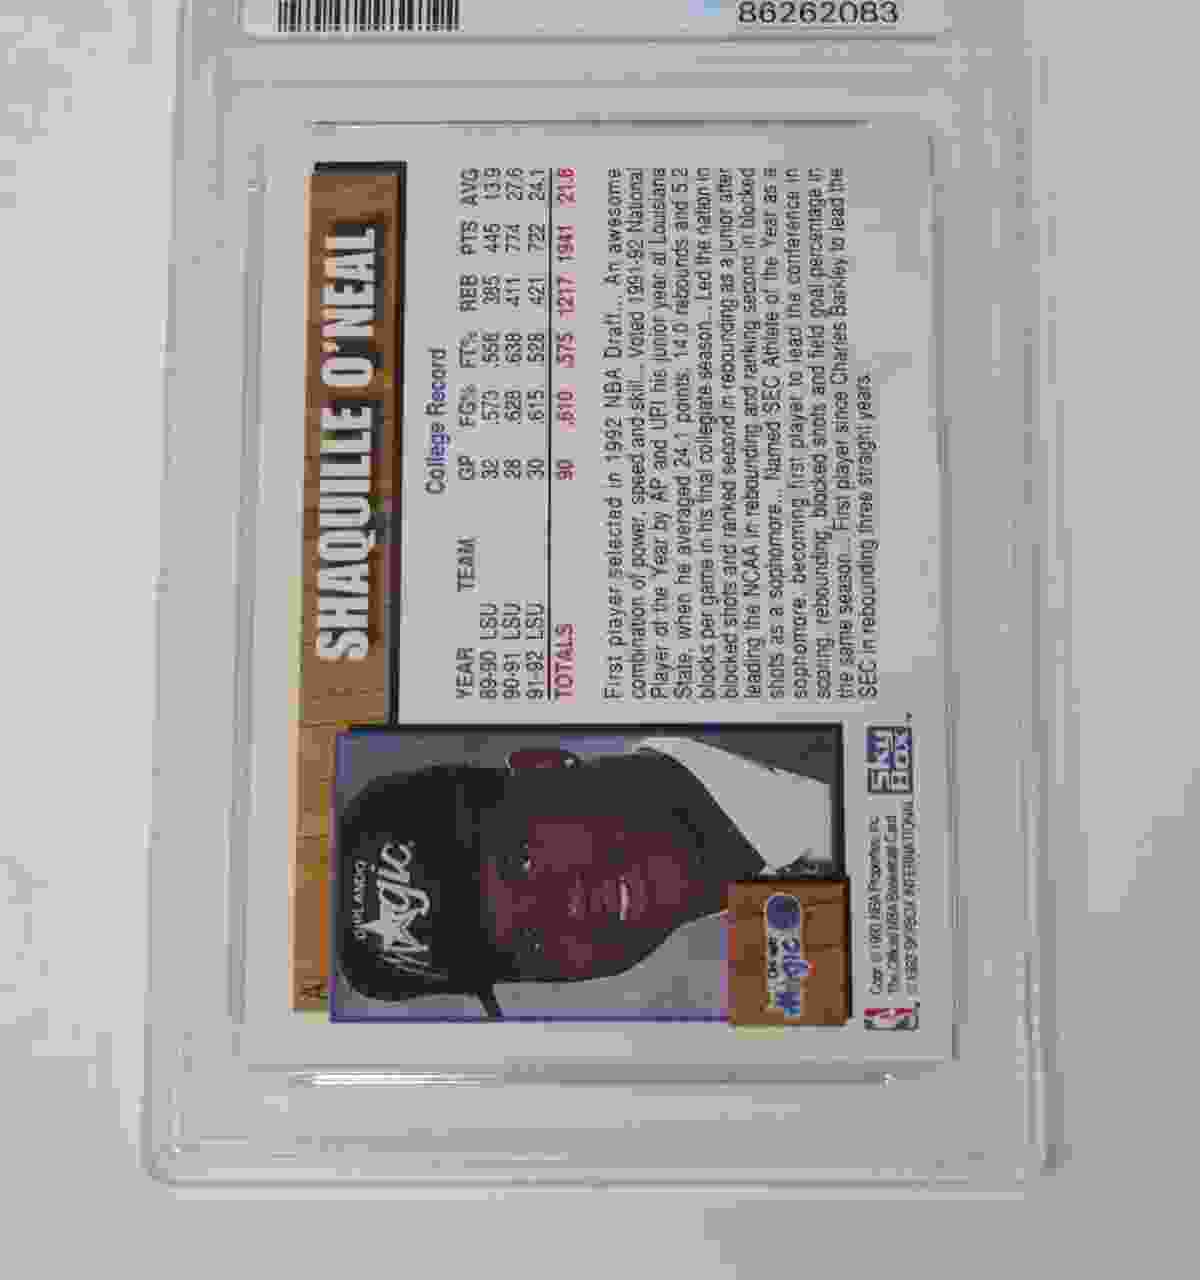 86262083
A
SHAQUILLE O'NEAL
College Record
YEAR TEAM GP FG% FT% REB PTS AVG
89-90 LSU 32 .573 .556 385 445 13.9
90-91 LSU 28 .628 .638 411 774 27.6
91-92 LSU 30 .615 .528 421 722 24.1
TOTALS 90 .610 .575 1217 1941 21.6
First player selected in 1992 NBA Draft... An awesome
combination of power, speed and skill... Voted 1991-92 National
Player of the Year by AP and UPI his junior year at Louisiana
State, when he averaged 24.1 points, 14.0 rebounds and 5.2
blocks per game in his final collegiate season... Led the nation in
blocked shots and ranked second in rebounding as a junior after
leading the NCAA in rebounding and ranking second in blocked
shots as a sophomore... Named SEC Athlete of the Year as a
sophomore, becoming first player to lead the conference in
scoring, rebounding, blocked shots and field goal percentage in
the same season... First player since Charles Barkley to lead the
SEC in rebounding three straight years.
ORLANDO
Magic
ORLANDO
Magic
Copr. © 1992 NBA Properties, Inc.
The Official NBA Basketball Card
© 1992 SKYBOX INTERNATIONAL
SKY
BOX™